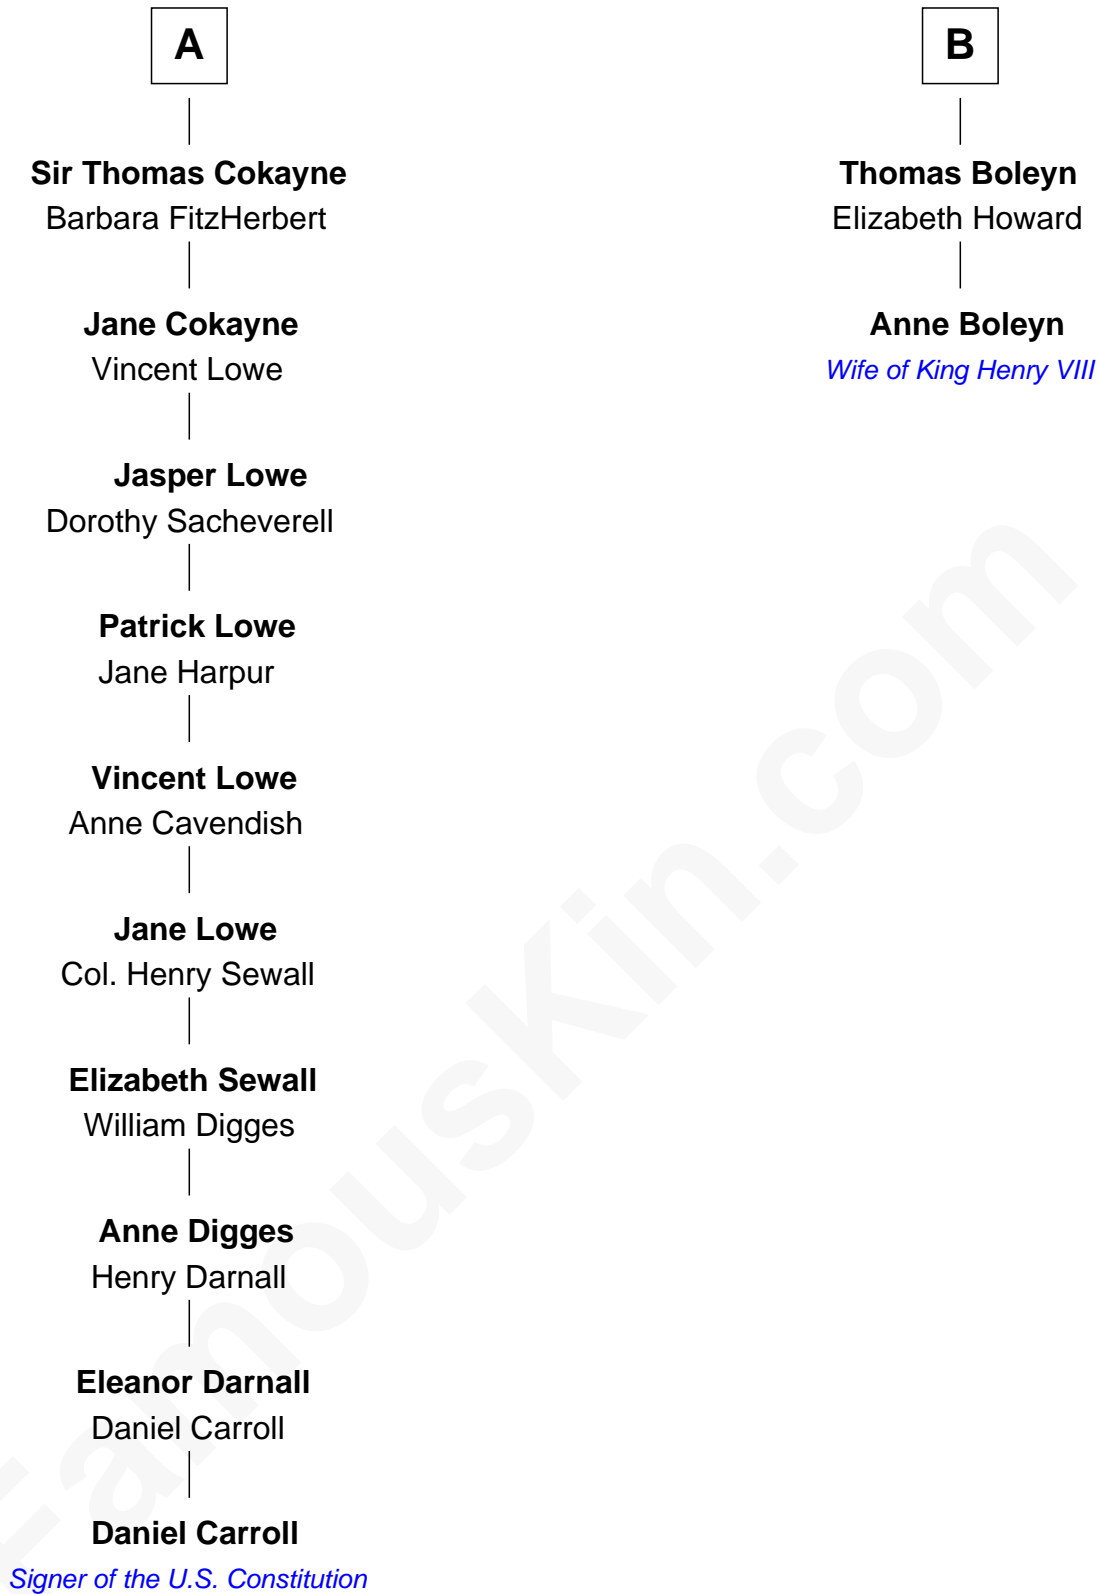 A
Sir Thomas Cokayne
Barbara FitzHerbert
Jane Cokayne
Vincent Lowe
Jasper Lowe
Dorothy Sacheverell
Patrick Lowe
Jane Harpur
Vincent Lowe
Anne Cavendish
Jane Lowe
Col. Henry Sewall
Elizabeth Sewall
William Digges
Anne Digges
Henry Darnall
Eleanor Darnall
Daniel Carroll
Daniel Carroll
Signer of the U.S. Constitution
B
Thomas Boleyn
Elizabeth Howard
Anne Boleyn
Wife of King Henry VIII
FamousKin.com